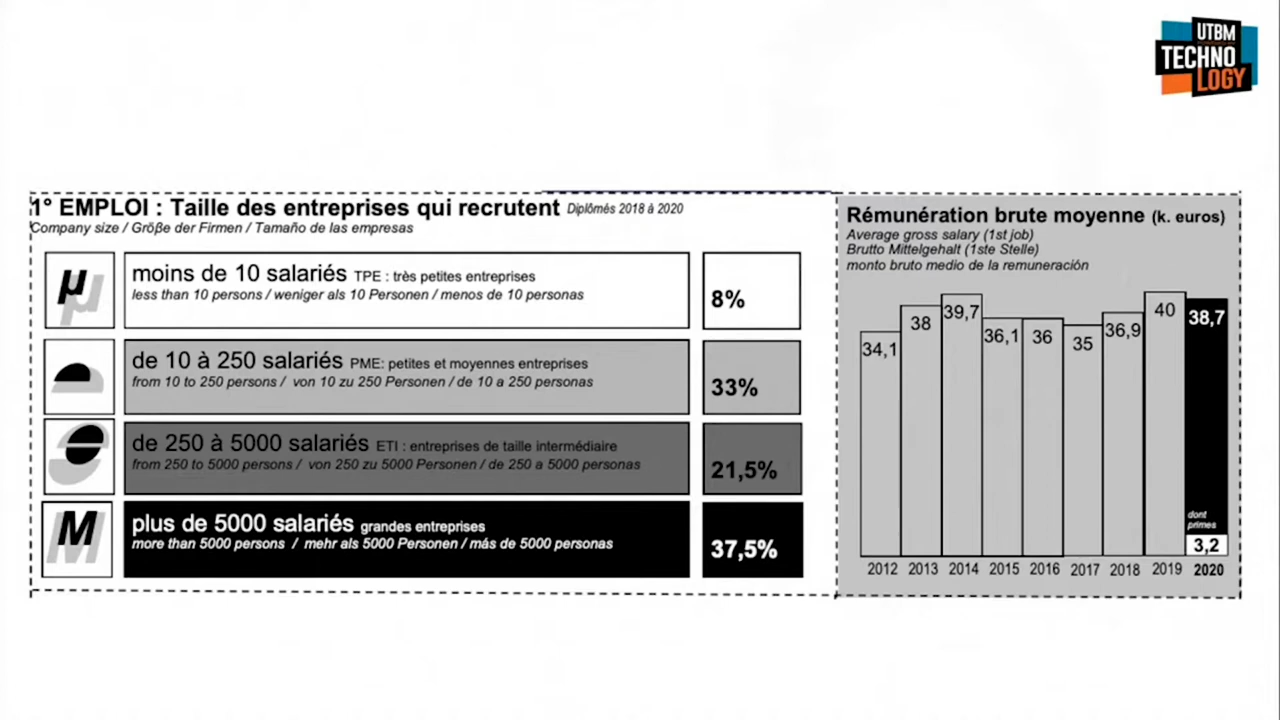 UTBM
TECHNO
LOGY
1° EMPLOI : Taille des entreprises qui recrutent Diplômés 2018 à 2020
Company size / Größe der Firmen / Tamaño de las empresas
µ
moins de 10 salariés TPE : très petites entreprises
less than 10 persons / weniger als 10 Personen / menos de 10 personas
8%
de 10 à 250 salariés PME: petites et moyennes entreprises
from 10 to 250 persons / von 10 zu 250 Personen / de 10 a 250 personas
33%
de 250 à 5000 salariés ETI : entreprises de taille intermédiaire
from 250 to 5000 persons / von 250 zu 5000 Personen / de 250 a 5000 personas
21,5%
M
plus de 5000 salariés grandes entreprises
more than 5000 persons / mehr als 5000 Personen / más de 5000 personas
37,5%
Rémunération brute moyenne (k. euros)
Average gross salary (1st job)
Brutto Mittelgehalt (1ste Stelle)
monto bruto medio de la remuneración
34,1 38 39,7 36,1 36 35 36,9 40 38,7
dont
primes
3,2
2012 2013 2014 2015 2016 2017 2018 2019 2020